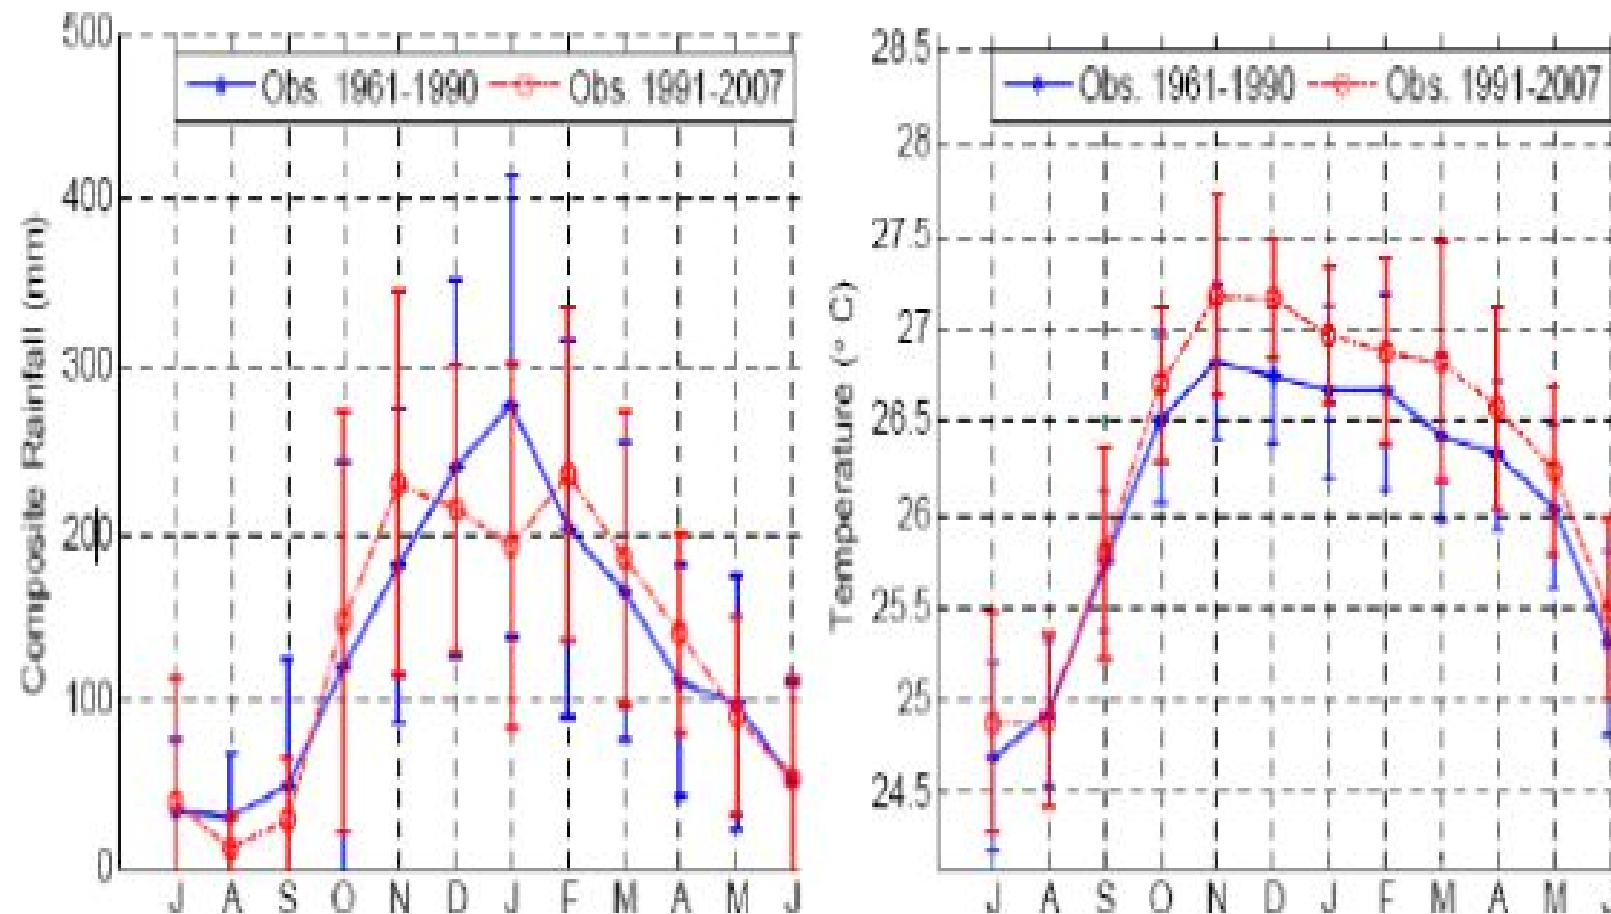 500
400
300
200
100
0
Composite Rainfall (mm)
Obs. 1961-1990 Obs. 1991-2007
J A S O N D J F M A M J
28.5
28
27.5
27
26.5
26
25.5
25
24.5
Temperature (° C)
Obs. 1961-1990 Obs. 1991-2007
J A S O N D J F M A M J